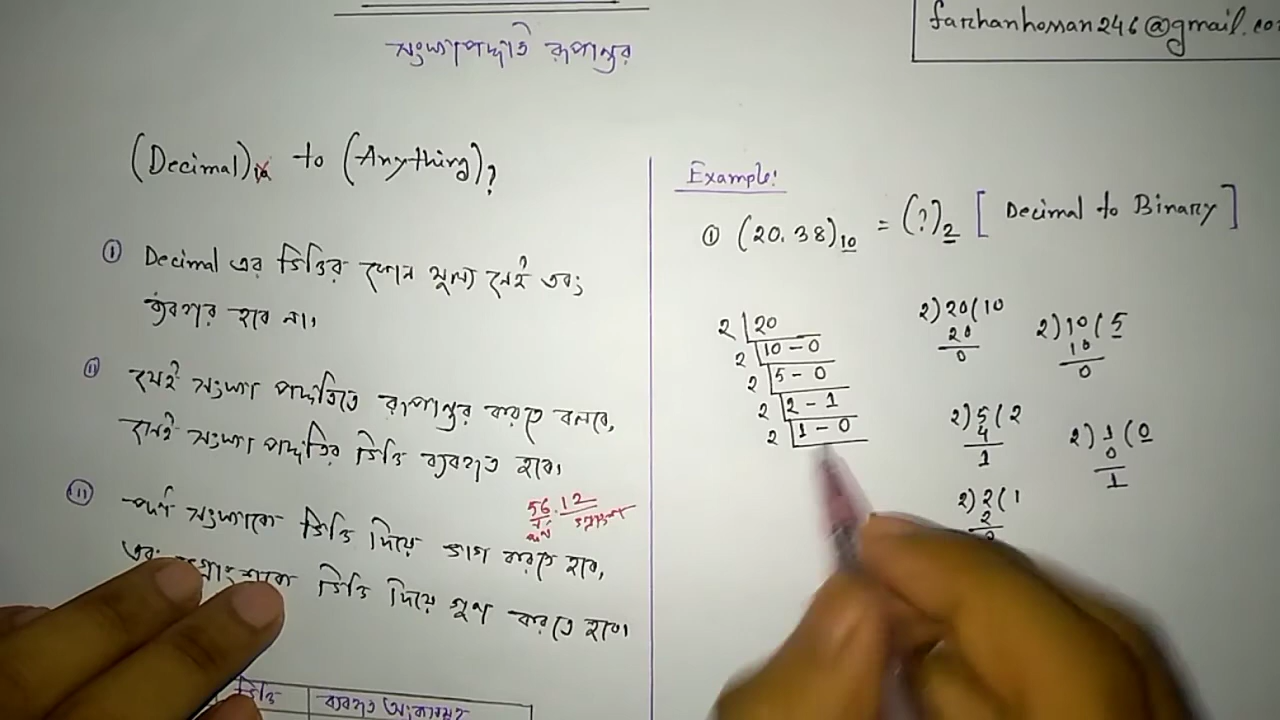 farhanhosan246@gmail.co
সংখ্যাপদ্ধতি রূপান্তর
(Decimal)10 to (Anything)?
① Decimal এর ভিত্তির কোন মূল্য নেই এবং
ব্যবহার হবে না।
② যেই সংখ্যা পদ্ধতিতে রূপান্তর করতে বলবে,
সেই সংখ্যা পদ্ধতির ভিত্তি ব্যবহৃত হবে।
③ পূর্ণ সংখ্যাকে ভিত্তি দিয়ে ভাগ করতে হবে,
এবং ভিত্তি দিয়ে গুণ করতে হবে।
56.12
পূর্ণ
ভিত্তি
Example:
① (20.38)10 = (?)2 [Decimal to Binary]
2 20
2 10 - 0
2 5 - 0
2 2 - 1
2 1 - 0
2)20(10
20
0
2)10(5
10
0
2)5(2
4
1
2)1(0
0
1
2)2(1
2